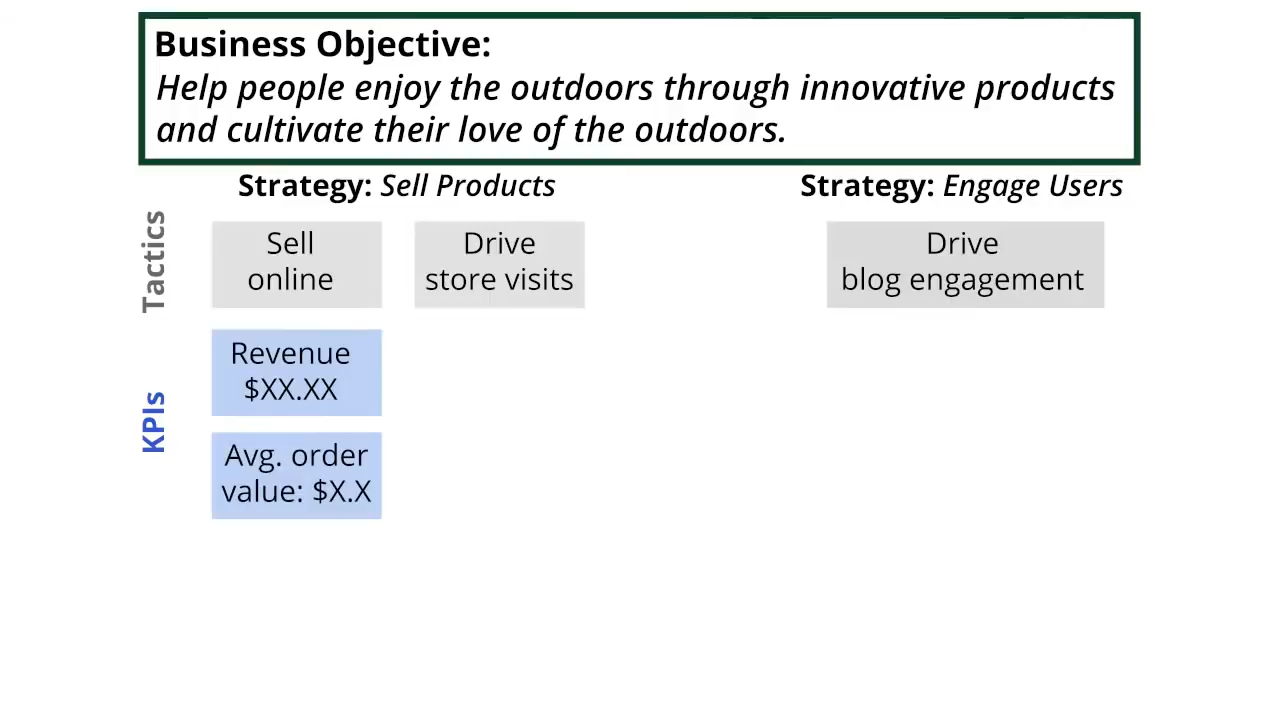 Business Objective:
Help people enjoy the outdoors through innovative products
and cultivate their love of the outdoors.
Strategy: Sell Products
Strategy: Engage Users
Tactics
Sell
online
Drive
store visits
Drive
blog engagement
KPIs
Revenue
$XX.XX
Avg. order
value: $X.X